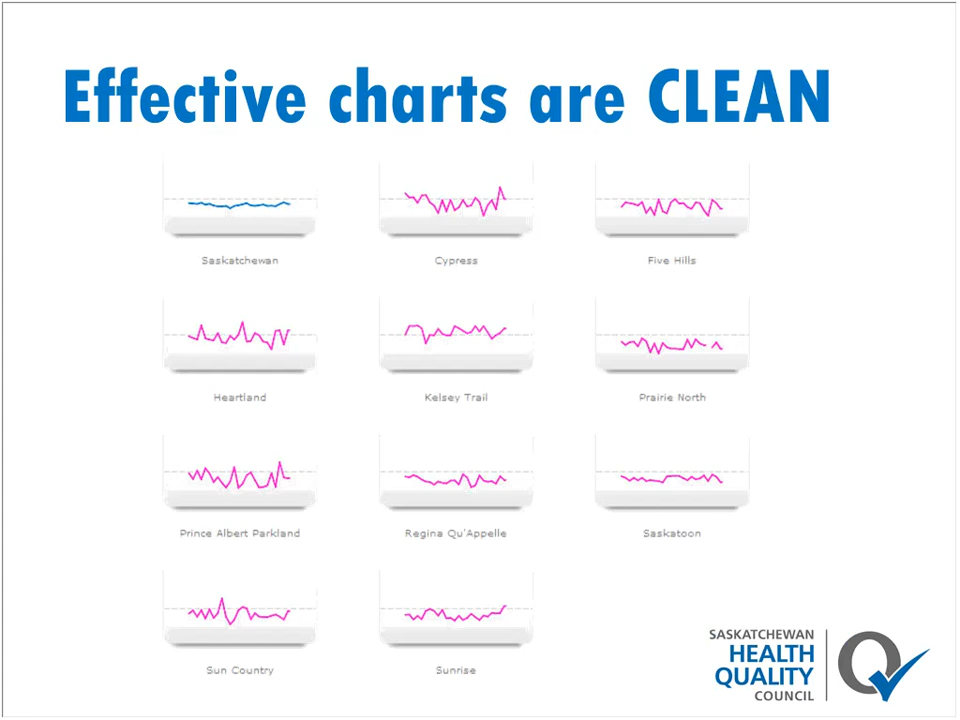 Effective charts are CLEAN
Saskatchewan
Cypress
Five Hills
Heartland
Kelsey Trail
Prairie North
Prince Albert Parkland
Regina Qu'Appelle
Saskatoon
Sun Country
Sunrise
SASKATCHEWAN
HEALTH
QUALITY
COUNCIL